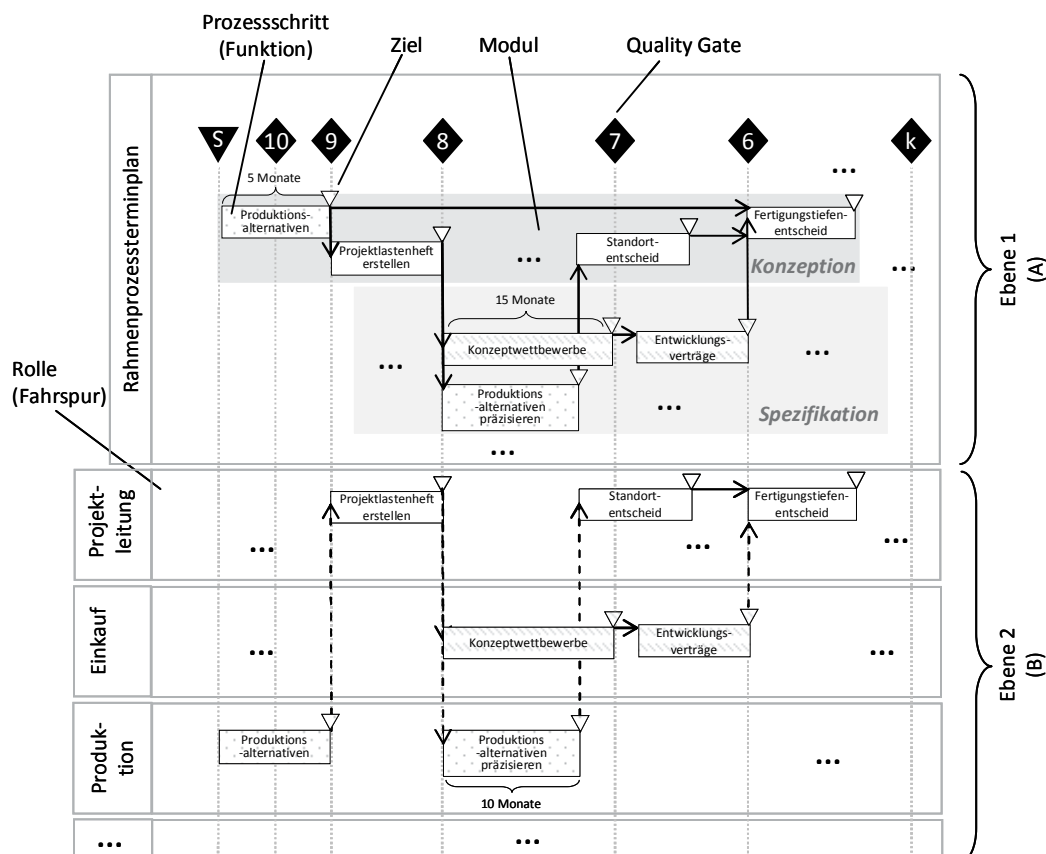 Prozessschritt
(Funktion)
Ziel
Modul
Quality Gate
Rahmenprozessterminplan
S
10
9
8
7
6
k
...
5 Monate
Produktions-
alternativen
Fertigungstiefen-
entscheid
Projektlastenheft
erstellen
...
Standort-
entscheid
Konzeption
...
15 Monate
Konzeptwettbewerbe
Entwicklungs-
verträge
...
...
Produktions
-alternativen
präzisieren
...
Spezifikation
...
Ebene 1
(A)
Rolle
(Fahrspur)
Projekt-
leitung
Projektlastenheft
erstellen
Standort-
entscheid
Fertigungstiefen-
entscheid
...
...
...
Einkauf
Konzeptwettbewerbe
Entwicklungs-
verträge
...
...
Ebene 2
(B)
Produk-
tion
Produktions
-alternativen
Produktions
-alternativen
präzisieren
...
10 Monate
...
...